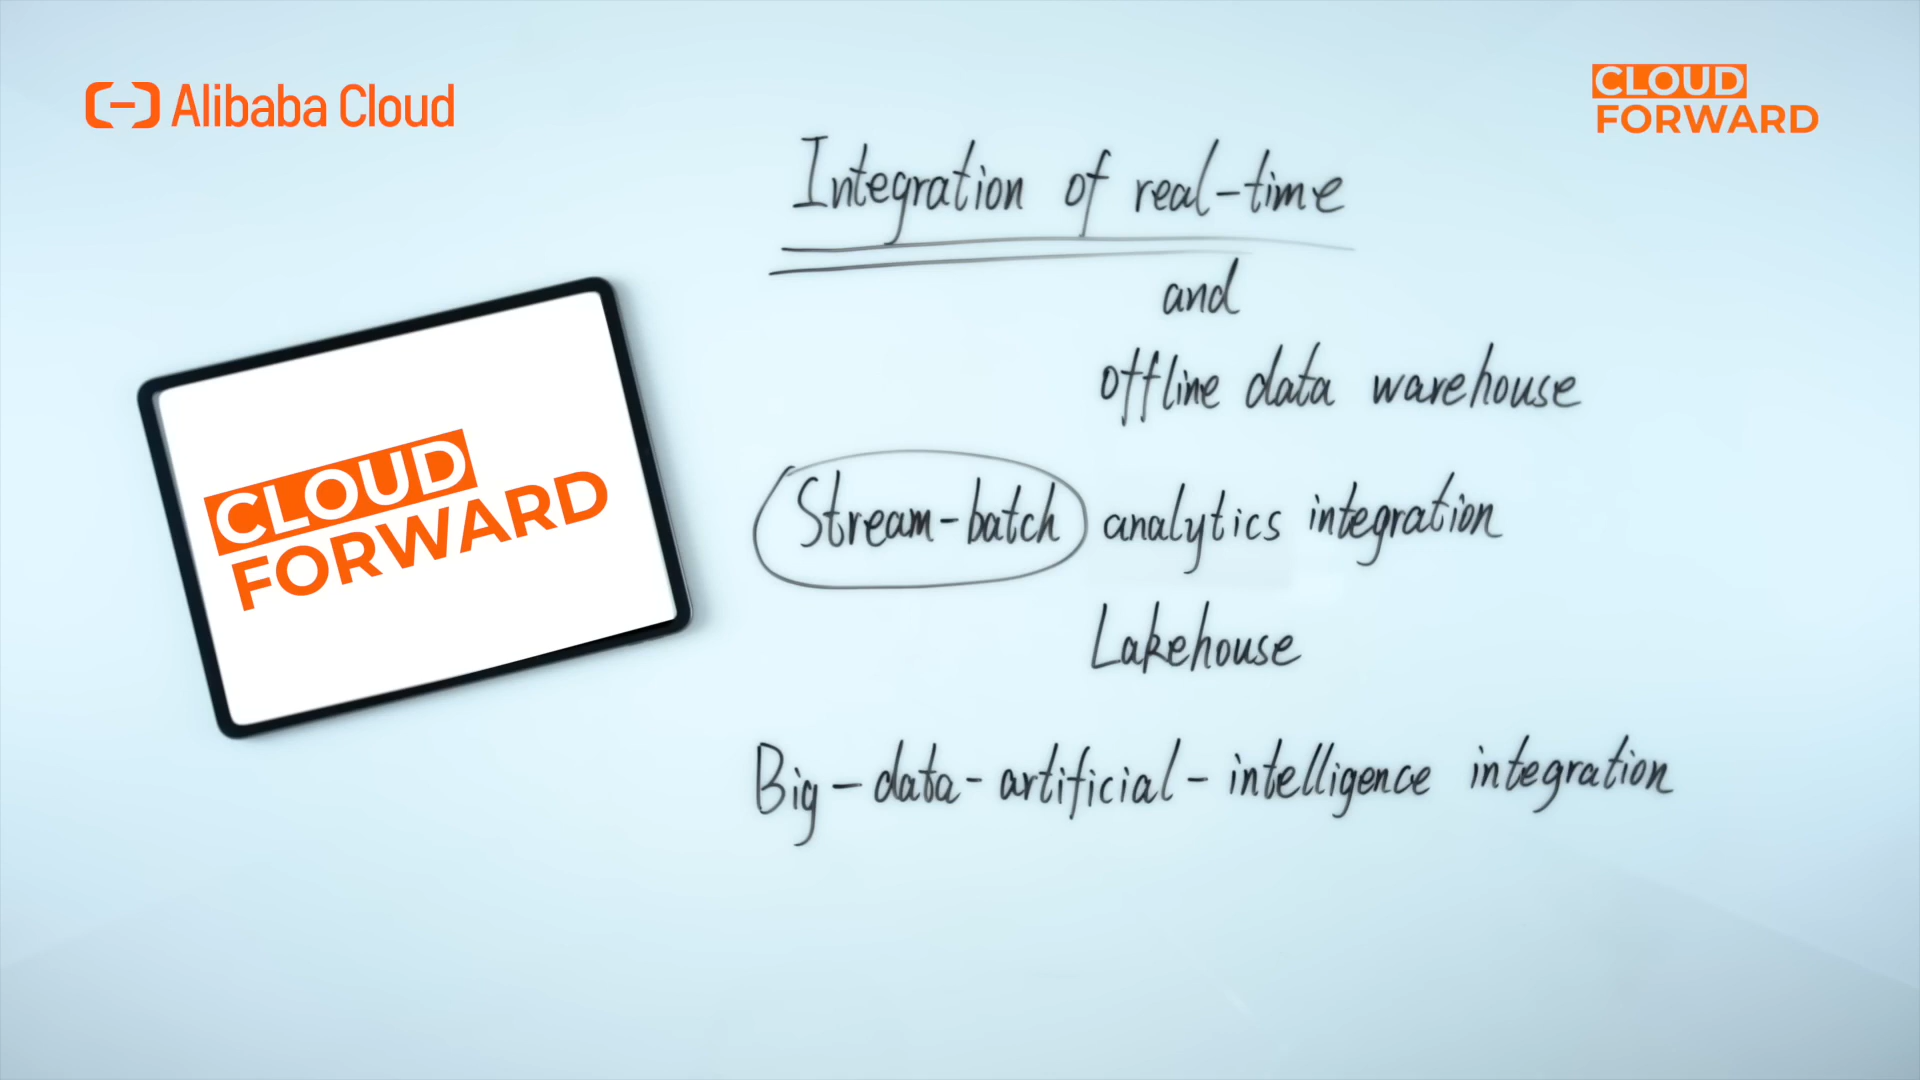 Alibaba Cloud
CLOUD
FORWARD
Integration of real-time
and
offline data warehouse
Stream-batch analytics integration
Lakehouse
Big-data-artificial-intelligence integration
CLOUD
FORWARD